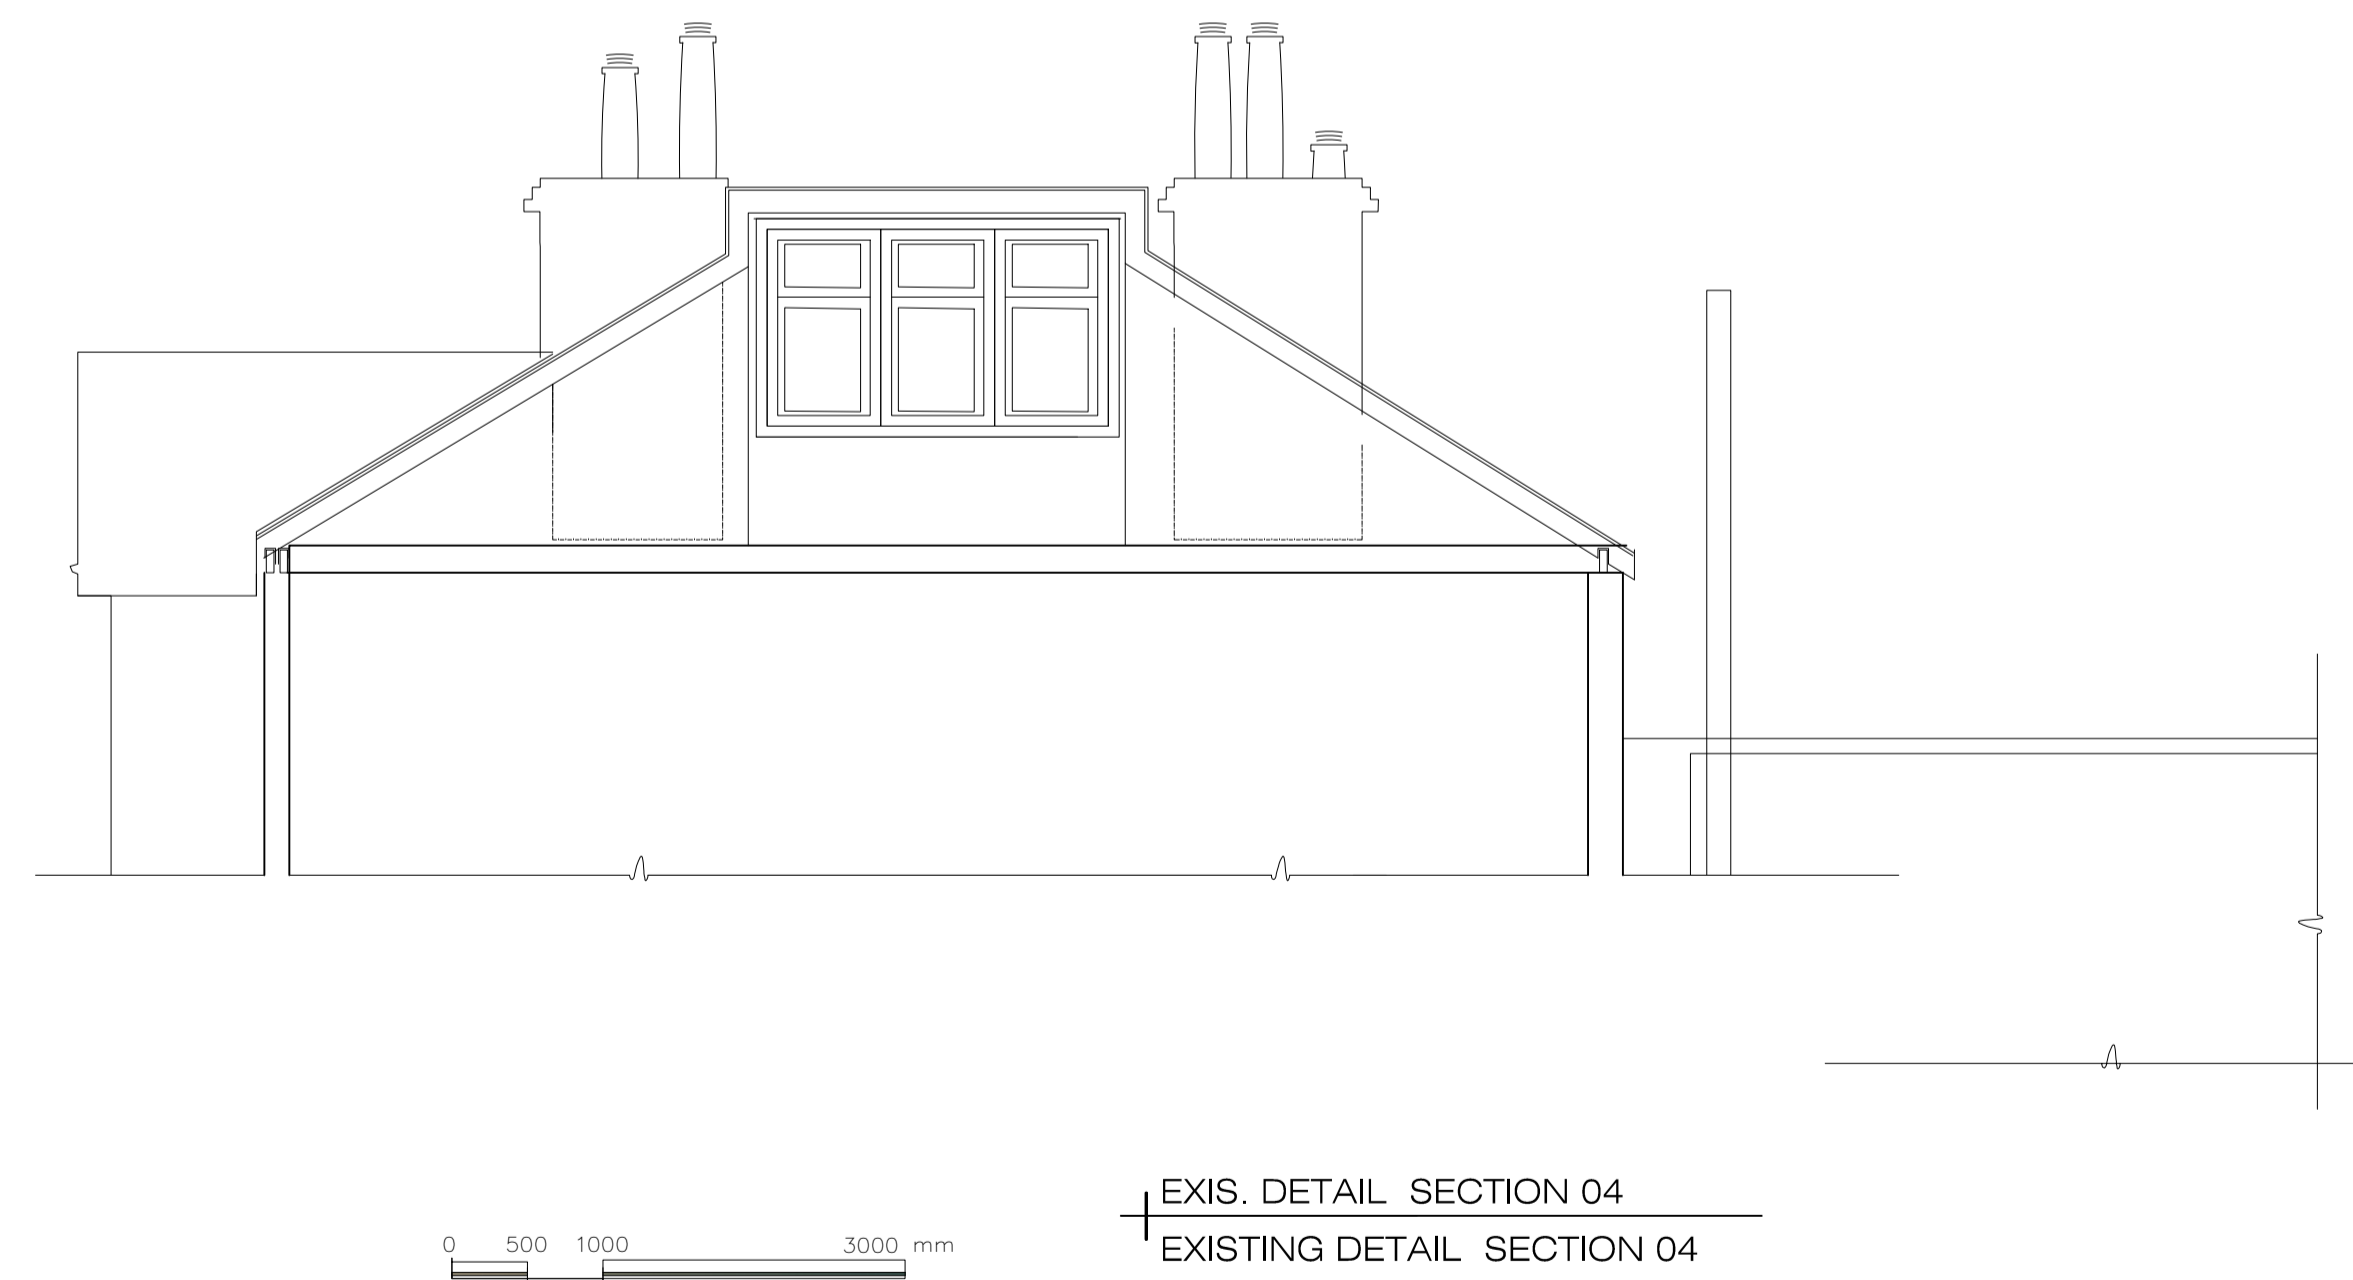 EXIS. DETAIL SECTION 04
EXISTING DETAIL SECTION 04
0 500 1000 3000 mm